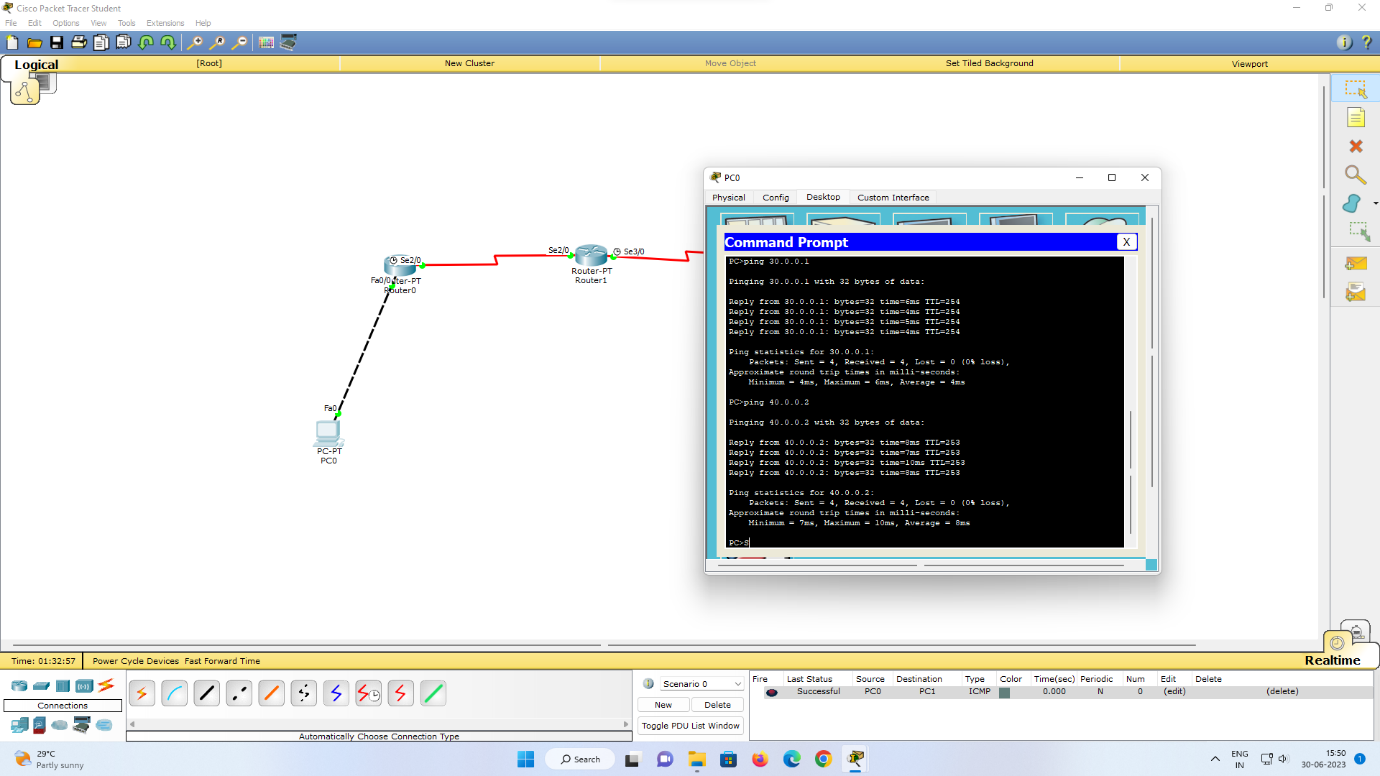 Cisco Packet Tracer Student
File Edit Options View Tools Extensions Help
Logical [Root] New Cluster Move Object Set Tiled Background Viewport
PC0
Physical Config Desktop Custom Interface
Command Prompt X
PC>ping 30.0.0.1
Pinging 30.0.0.1 with 32 bytes of data:
Reply from 30.0.0.1: bytes=32 time=6ms TTL=254
Reply from 30.0.0.1: bytes=32 time=4ms TTL=254
Reply from 30.0.0.1: bytes=32 time=5ms TTL=254
Reply from 30.0.0.1: bytes=32 time=4ms TTL=254
Ping statistics for 30.0.0.1:
Packets: Sent = 4, Received = 4, Lost = 0 (0% loss),
Approximate round trip times in milli-seconds:
Minimum = 4ms, Maximum = 6ms, Average = 4ms
PC>ping 40.0.0.2
Pinging 40.0.0.2 with 32 bytes of data:
Reply from 40.0.0.2: bytes=32 time=8ms TTL=253
Reply from 40.0.0.2: bytes=32 time=7ms TTL=253
Reply from 40.0.0.2: bytes=32 time=10ms TTL=253
Reply from 40.0.0.2: bytes=32 time=8ms TTL=253
Ping statistics for 40.0.0.2:
Packets: Sent = 4, Received = 4, Lost = 0 (0% loss),
Approximate round trip times in milli-seconds:
Minimum = 7ms, Maximum = 10ms, Average = 8ms
PC>S
Se2/0 Se3/0
Router-PT
Router1
Se2/0
Fa0/0 uter-PT
Router0
Fa0
PC-PT
PC0
Realtime
Time: 01:32:57 Power Cycle Devices Fast Forward Time
Connections
Automatically Choose Connection Type
Scenario 0
New Delete
Toggle PDU List Window
Fire Last Status Source Destination Type Color Time(sec) Periodic Num Edit Delete
Successful PC0 PC1 ICMP 0.000 N 0 (edit) (delete)
29°C
Partly sunny
Search
ENG
IN
15:50
30-06-2023
1